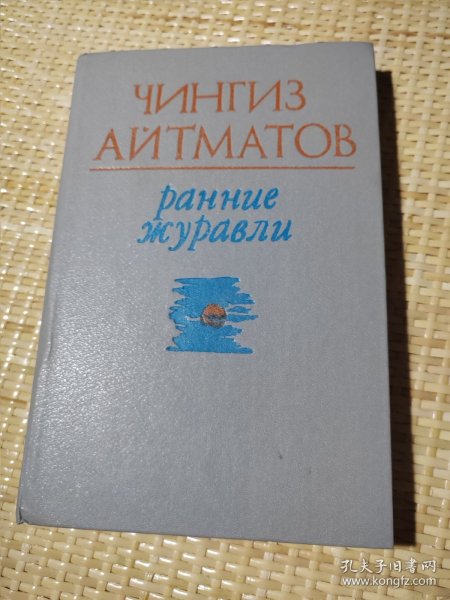 ЧИНГИЗ
АЙТМАТОВ
ранние
журавли
孔夫子旧书网
www.kongfz.com